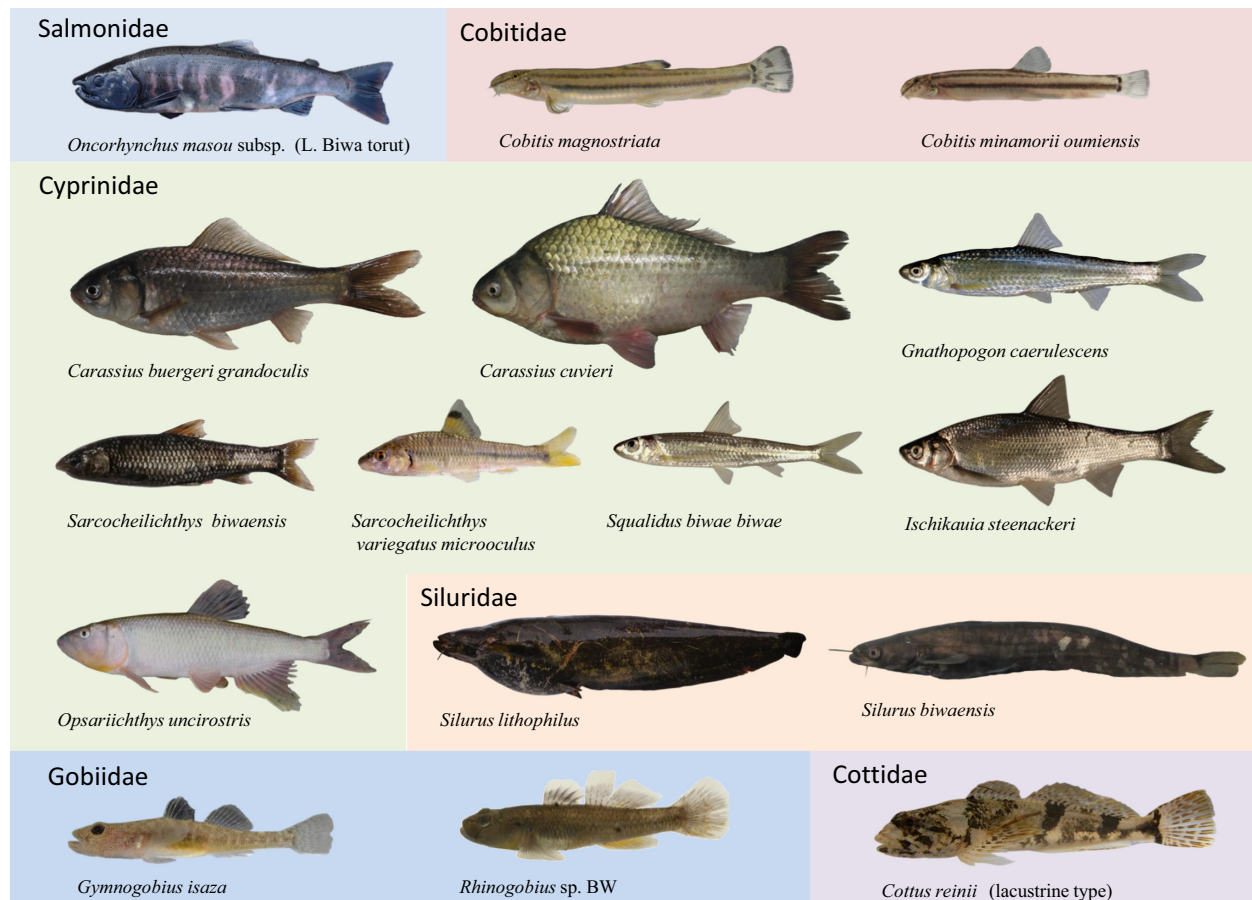 Salmonidae
Oncorhynchus masou subsp. (L. Biwa torut)
Cobitidae
Cobitis magnostriata
Cobitis minamorii oumiensis
Cyprinidae
Carassius buergeri grandoculis
Carassius cuvieri
Gnathopogon caerulescens
Sarcocheilichthys biwaensis
Sarcocheilichthys
variegatus microoculus
Squalidus biwae biwae
Ischikauia steenackeri
Opsariichthys uncirostris
Siluridae
Silurus lithophilus
Silurus biwaensis
Gobiidae
Gymnogobius isaza
Rhinogobius sp. BW
Cottidae
Cottus reinii (lacustrine type)